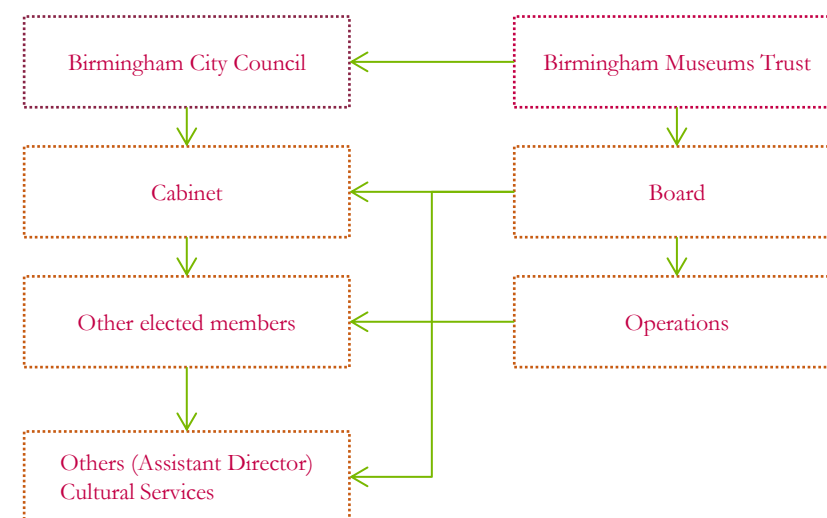 Birmingham City Council
Birmingham Museums Trust
Cabinet
Board
Other elected members
Operations
Others (Assistant Director)
Cultural Services